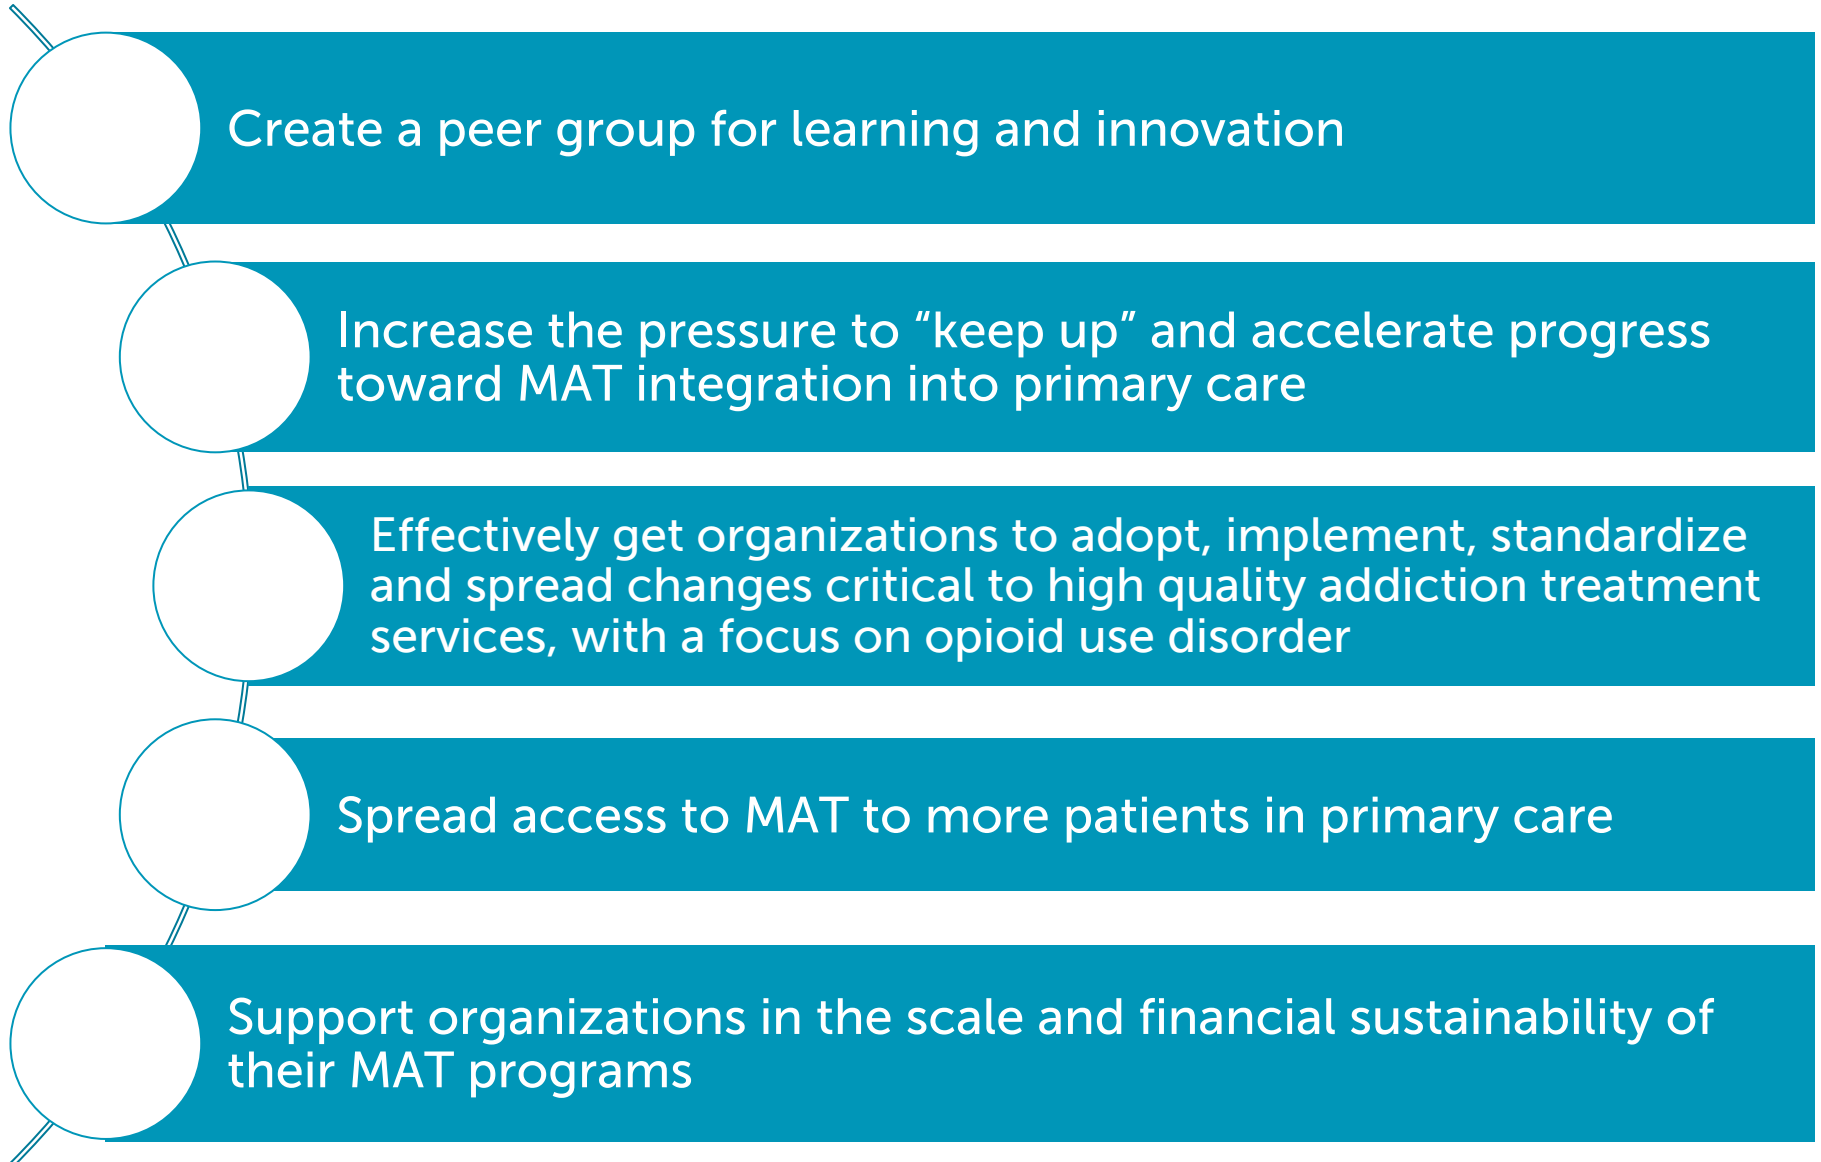 Create a peer group for learning and innovation
Increase the pressure to “keep up” and accelerate progress
toward MAT integration into primary care
Effectively get organizations to adopt, implement, standardize
and spread changes critical to high quality addiction treatment
services, with a focus on opioid use disorder
Spread access to MAT to more patients in primary care
Support organizations in the scale and financial sustainability of
their MAT programs